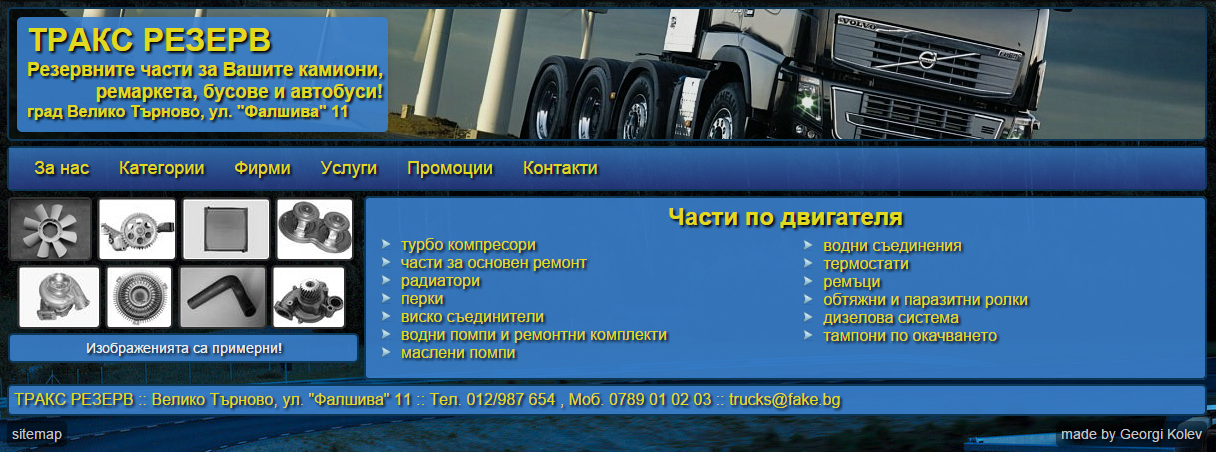 ТРАКС РЕЗЕРВ
Резервните части за Вашите камиони,
ремаркета, бусове и автобуси!
град Велико Търново, ул. "Фалшива" 11
VOLVO
За нас Категории Фирми Услуги Промоции Контакти
Изображенията са примерни!
Части по двигателя
турбо компресори
части за основен ремонт
радиатори
перки
виско съединители
водни помпи и ремонтни комплекти
маслени помпи
водни съединения
термостати
ремъци
обтяжни и паразитни ролки
дизелова система
тампони по окачването
ТРАКС РЕЗЕРВ :: Велико Търново, ул. "Фалшива" 11 :: Тел. 012/987 654 , Моб. 0789 01 02 03 :: trucks@fake.bg
sitemap
made by Georgi Kolev